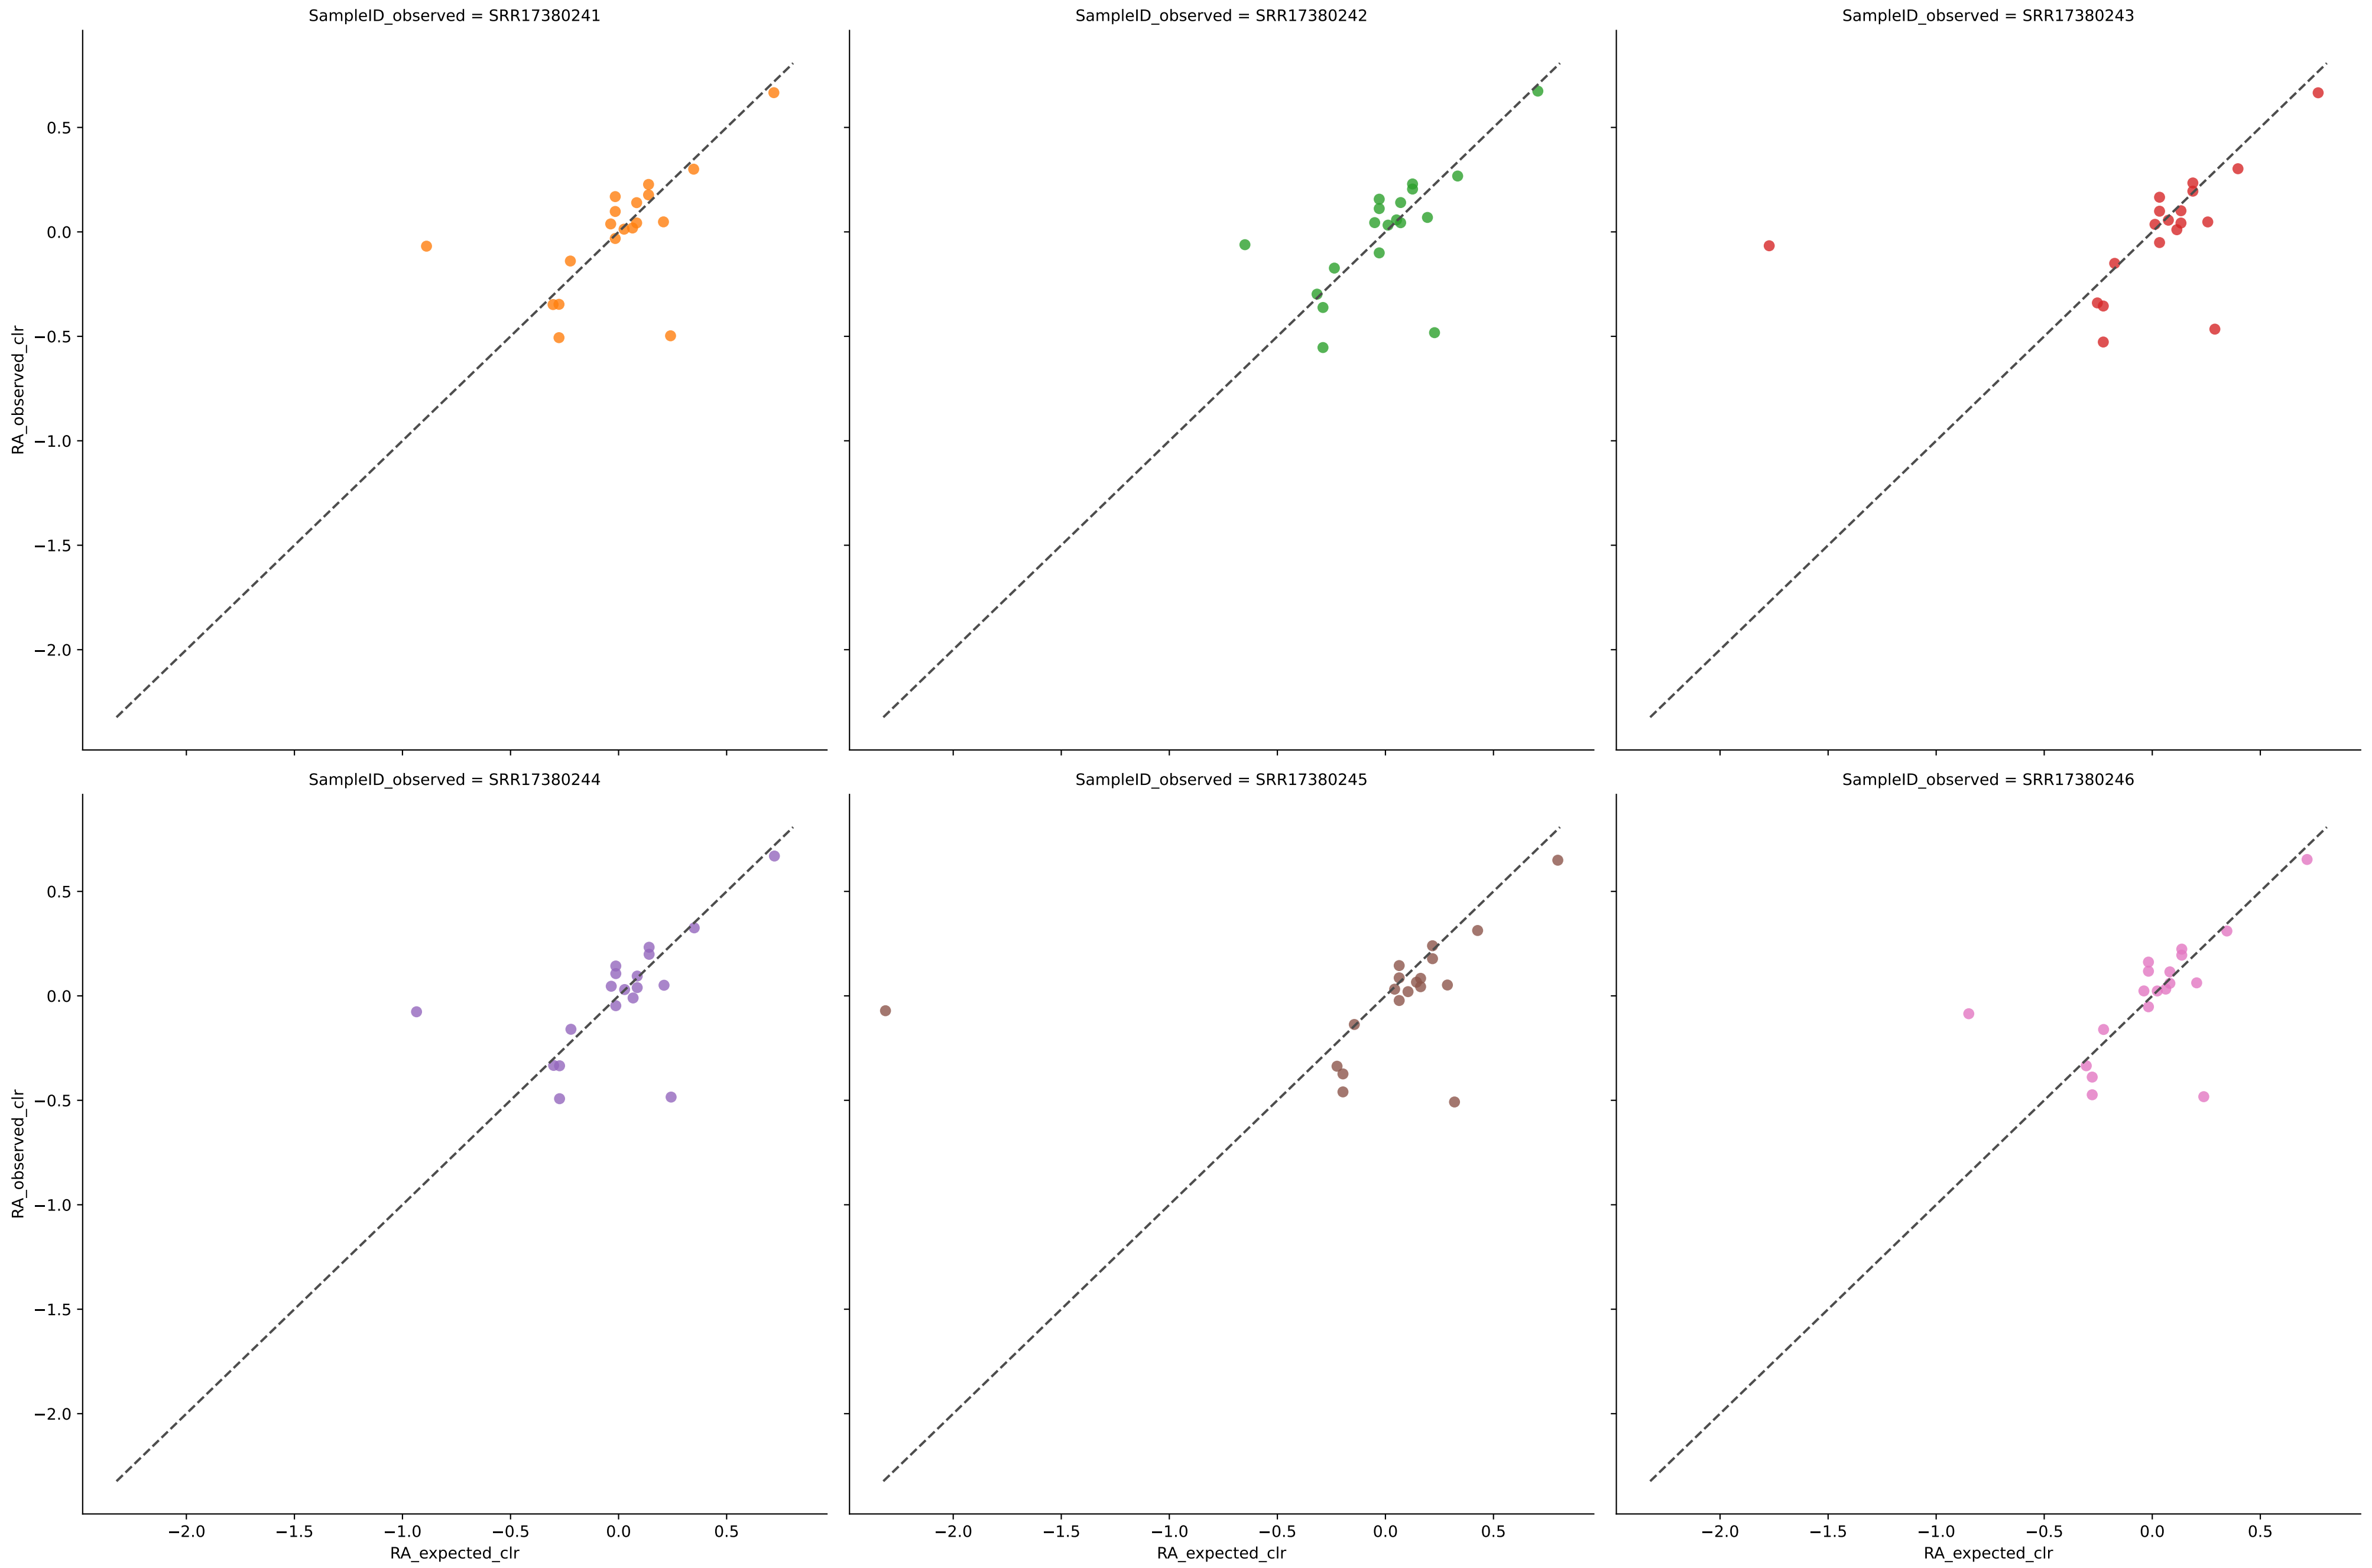 SampleID_observed = SRR17380241
SampleID_observed = SRR17380242
SampleID_observed = SRR17380243
0.5
0.0
−0.5
−1.0
−1.5
−2.0
RA_observed_clr
SampleID_observed = SRR17380244
SampleID_observed = SRR17380245
SampleID_observed = SRR17380246
0.5
0.0
−0.5
−1.0
−1.5
−2.0
RA_observed_clr
−2.0 −1.5 −1.0 −0.5 0.0 0.5
−2.0 −1.5 −1.0 −0.5 0.0 0.5
−2.0 −1.5 −1.0 −0.5 0.0 0.5
RA_expected_clr
RA_expected_clr
RA_expected_clr